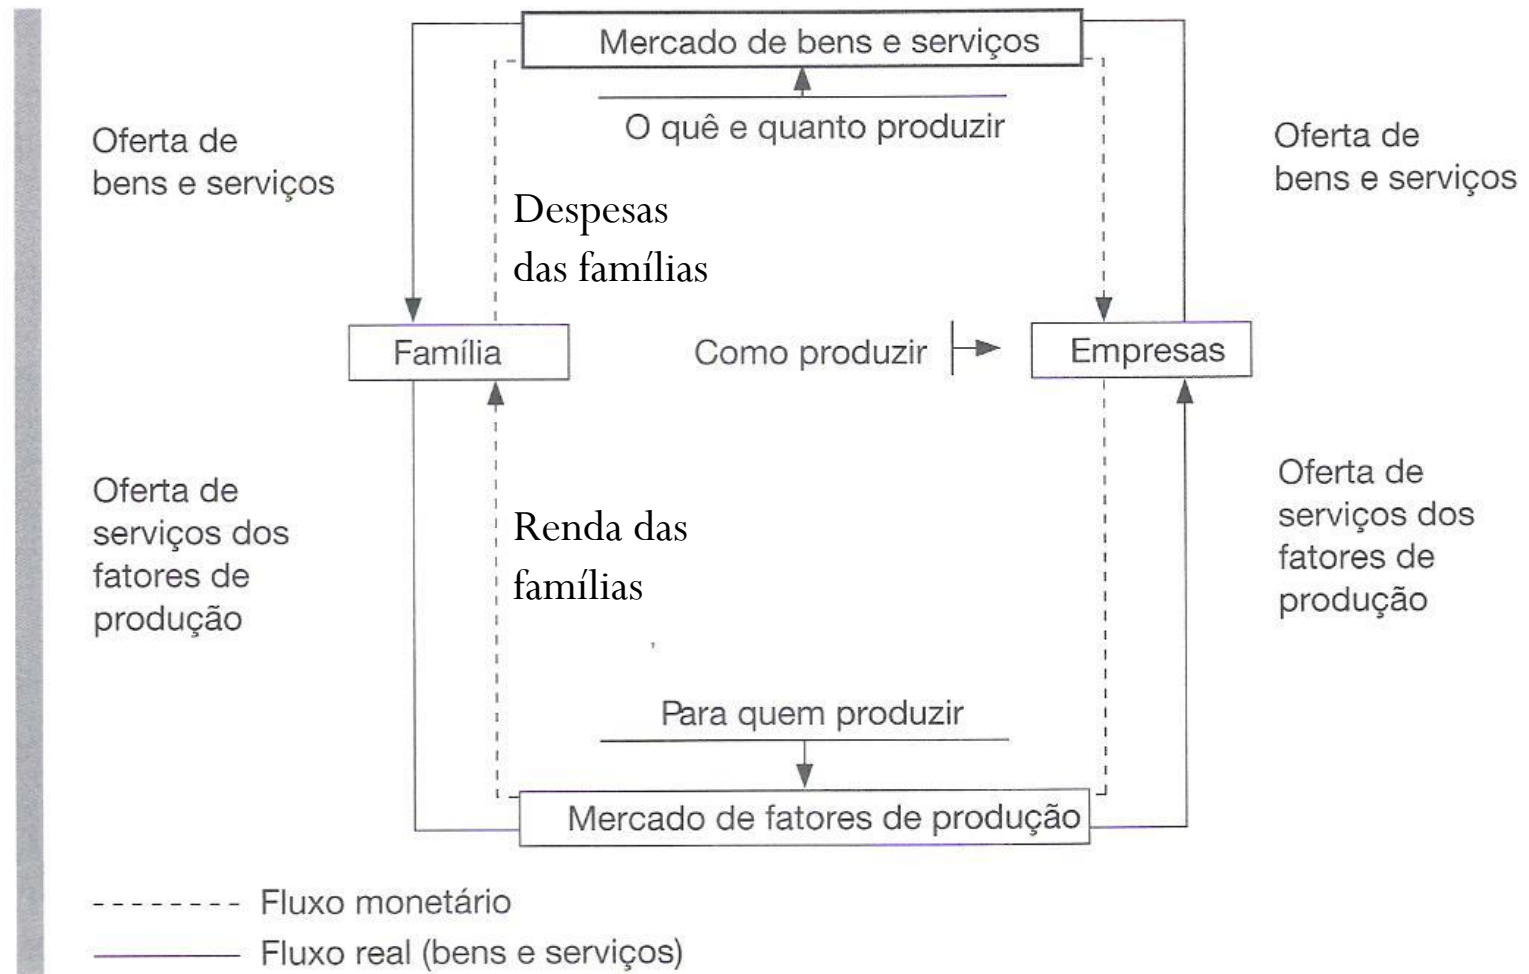 Mercado de bens e serviços
O quê e quanto produzir
Oferta de
bens e serviços
Oferta de
bens e serviços
Despesas
das famílias
Família
Como produzir
Empresas
Oferta de
serviços dos
fatores de
produção
Renda das
famílias
Oferta de
serviços dos
fatores de
produção
Para quem produzir
Mercado de fatores de produção
Fluxo monetário
Fluxo real (bens e serviços)